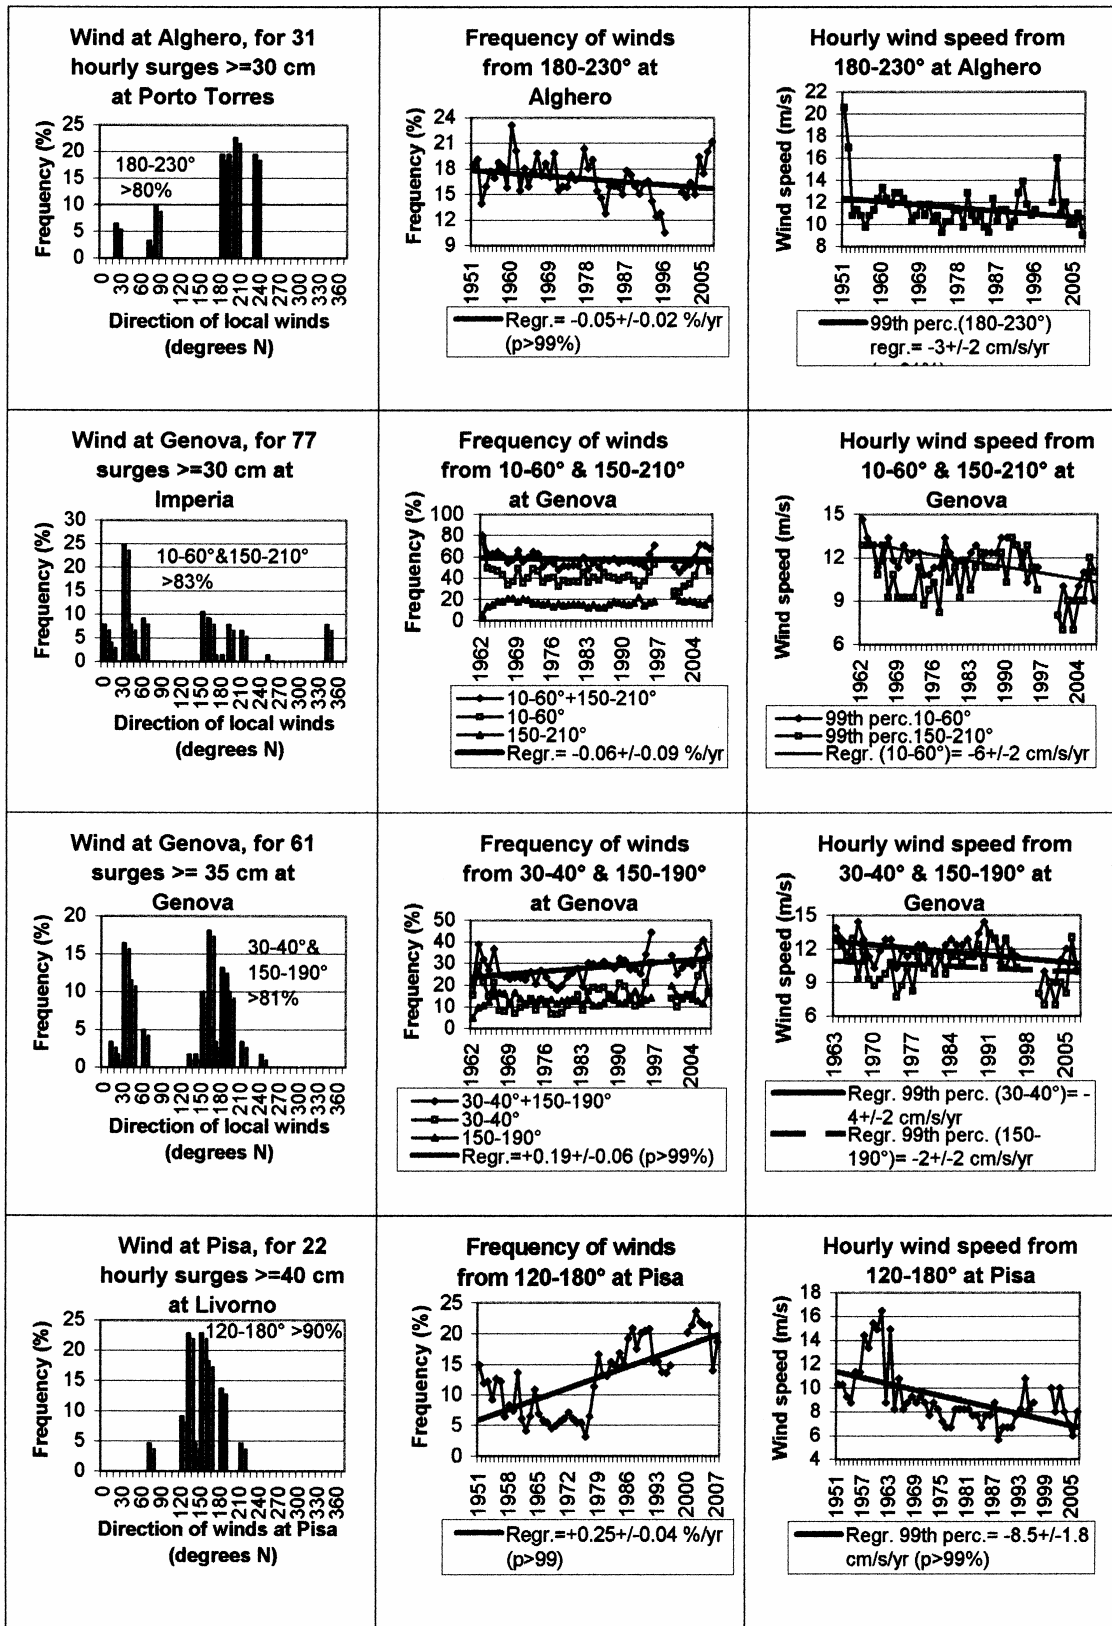 Wind at Alghero, for 31
hourly surges >=30 cm
at Porto Torres
Frequency (%)
25
20
15
10
5
0
180-230°
>80%
0
30
60
90
120
150
180
210
240
270
300
330
360
Direction of local winds
(degrees N)
Frequency of winds
from 180-230° at
Alghero
Frequency (%)
24
21
18
15
12
9
1951
1960
1969
1978
1987
1996
2005
Regr.= -0.05+/-0.02 %/yr
(p>99%)
Hourly wind speed from
180-230° at Alghero
Wind speed (m/s)
22
20
18
16
14
12
10
8
1951
1960
1969
1978
1987
1996
2005
99th perc.(180-230°)
regr.= -3+/-2 cm/s/yr
Wind at Genova, for 77
surges >=30 cm at
Imperia
Frequency (%)
30
25
20
15
10
5
0
10-60°&150-210°
>83%
0
30
60
90
120
150
180
210
240
270
300
330
360
Direction of local winds
(degrees N)
Frequency of winds
from 10-60° & 150-210°
at Genova
Frequency (%)
100
80
60
40
20
0
1962
1969
1976
1983
1990
1997
2004
10-60°+150-210°
10-60°
150-210°
Regr.= -0.06+/-0.09 %/yr
Hourly wind speed from
10-60° & 150-210° at
Genova
Wind speed (m/s)
15
12
9
6
1962
1969
1976
1983
1990
1997
2004
99th perc.10-60°
99th perc.150-210°
Regr. (10-60°)= -6+/-2 cm/s/yr
Wind at Genova, for 61
surges >= 35 cm at
Genova
Frequency (%)
20
15
10
5
0
30-40°&
150-190°
>81%
0
30
60
90
120
150
180
210
240
270
300
330
360
Direction of local winds
(degrees N)
Frequency of winds
from 30-40° & 150-190°
at Genova
Frequency (%)
50
40
30
20
10
0
1962
1969
1976
1983
1990
1997
2004
30-40°+150-190°
30-40°
150-190°
Regr.=+0.19+/-0.06 (p>99%)
Hourly wind speed from
30-40° & 150-190° at
Genova
Wind speed (m/s)
15
12
9
6
1963
1970
1977
1984
1991
1998
2005
Regr. 99th perc. (30-40°)= -
4+/-2 cm/s/yr
Regr. 99th perc. (150-
190°)= -2+/-2 cm/s/yr
Wind at Pisa, for 22
hourly surges >=40 cm
at Livorno
Frequency (%)
25
20
15
10
5
0
120-180° >90%
0
30
60
90
120
150
180
210
240
270
300
330
360
Direction of winds at Pisa
(degrees N)
Frequency of winds
from 120-180° at Pisa
Frequency (%)
25
20
15
10
5
0
1951
1958
1965
1972
1979
1986
1993
2000
2007
Regr.=+0.25+/-0.04 %/yr
(p>99)
Hourly wind speed from
120-180° at Pisa
Wind speed (m/s)
18
16
14
12
10
8
6
4
1951
1957
1963
1969
1975
1981
1987
1993
1999
2005
Regr. 99th perc.= -8.5+/-1.8
cm/s/yr (p>99%)